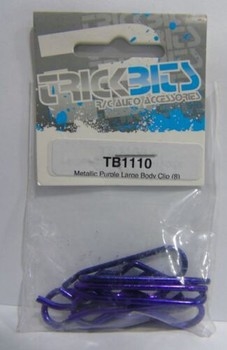 TRICKBITS
R/C AUTO ACCESSORIES
TB1110
Metallic Purple Large Body Clip (8)